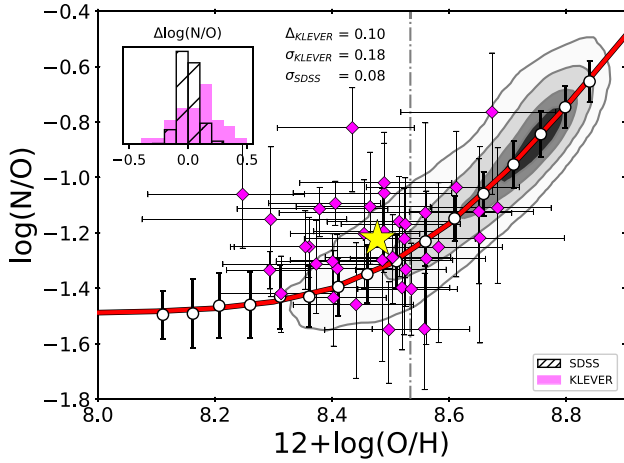 Δlog(N/O)
Δ_KLEVER = 0.10
σ_KLEVER = 0.18
σ_SDSS = 0.08
−0.5 0.0 0.5
−0.4
−0.6
−0.8
−1.0
−1.2
−1.4
−1.6
−1.8
log(N/O)
SDSS
KLEVER
8.0 8.2 8.4 8.6 8.8
12+log(O/H)